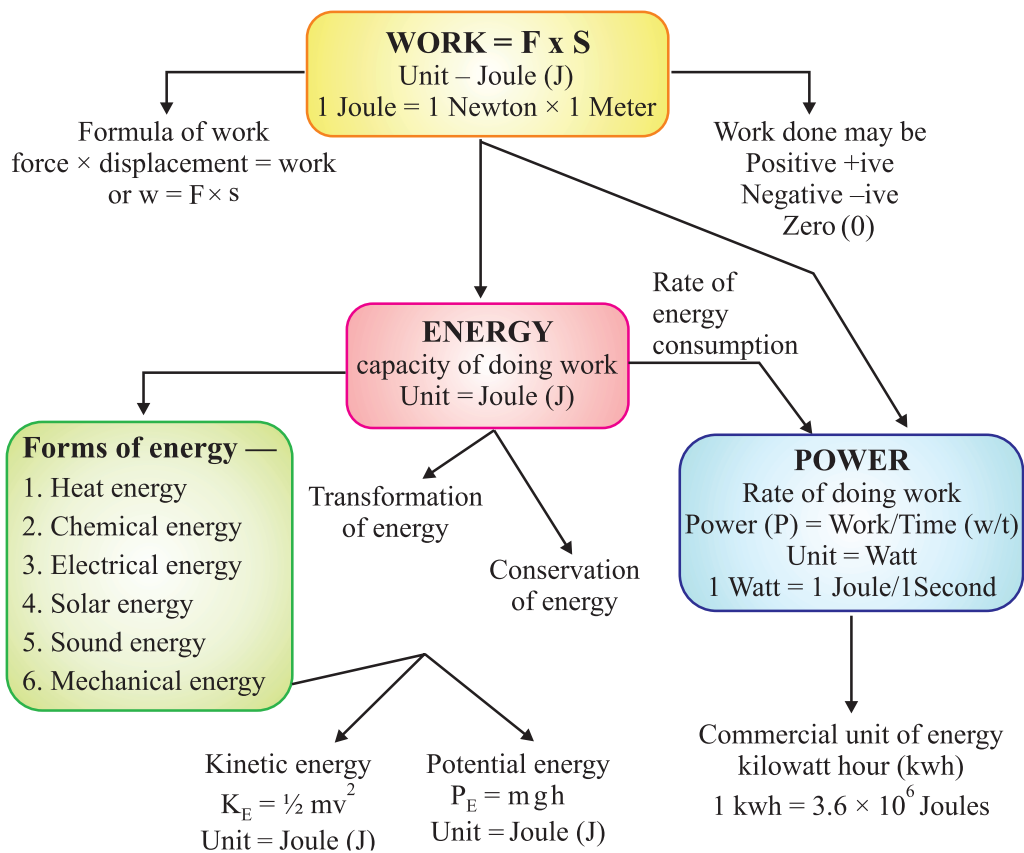 WORK = F x S
Unit – Joule (J)
1 Joule = 1 Newton × 1 Meter
Formula of work
force × displacement = work
or w = F × s
Work done may be
Positive +ive
Negative –ive
Zero (0)
Rate of
energy
consumption
ENERGY
capacity of doing work
Unit = Joule (J)
Forms of energy —
1. Heat energy
2. Chemical energy
3. Electrical energy
4. Solar energy
5. Sound energy
6. Mechanical energy
Transformation
of energy
Conservation
of energy
POWER
Rate of doing work
Power (P) = Work/Time (w/t)
Unit = Watt
1 Watt = 1 Joule/1Second
Kinetic energy
K_E = ½ mv²
Unit = Joule (J)
Potential energy
P_E = m g h
Unit = Joule (J)
Commercial unit of energy
kilowatt hour (kwh)
1 kwh = 3.6 × 10⁶ Joules